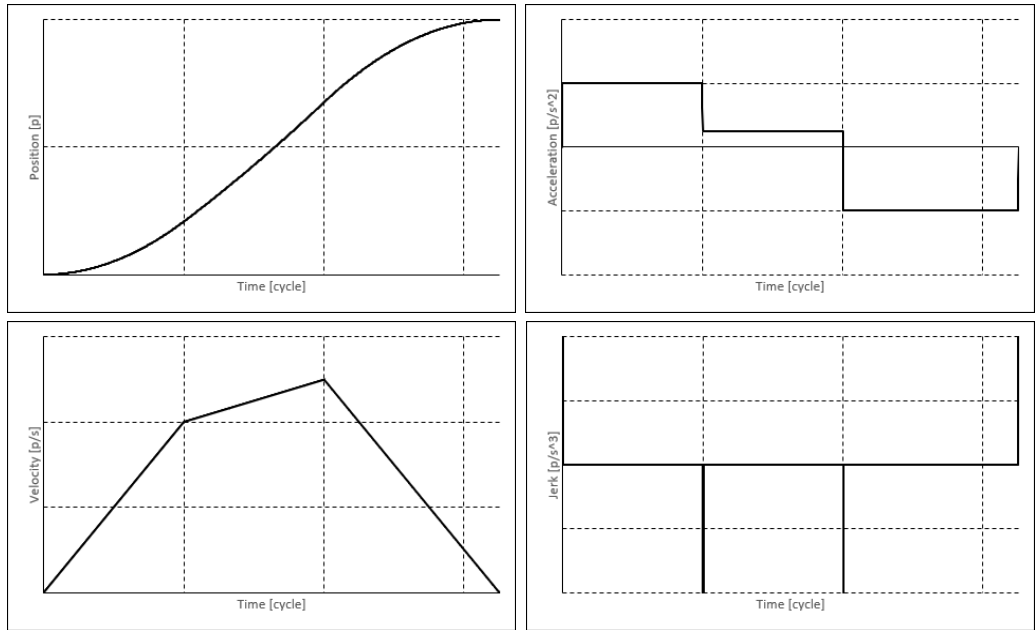 Position [p]
Time [cycle]
Acceleration [p/s^2]
Time [cycle]
Velocity [p/s]
Time [cycle]
Jerk [p/s^3]
Time [cycle]